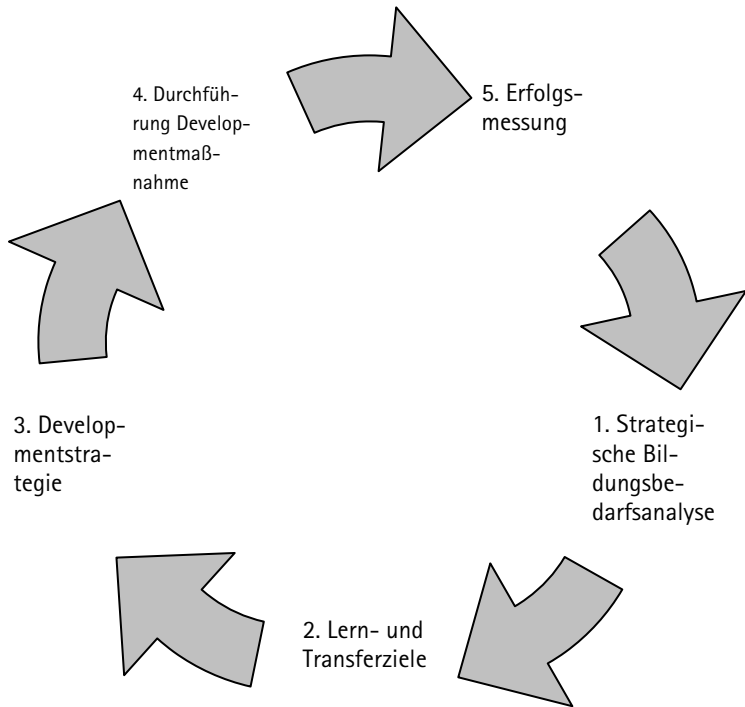 4. Durchfüh-
rung Develop-
mentmaß-
nahme
5. Erfolgs-
messung
3. Develop-
mentstra-
tegie
1. Strategi-
sche Bil-
dungsbe-
darfsanalyse
2. Lern- und
Transferziele